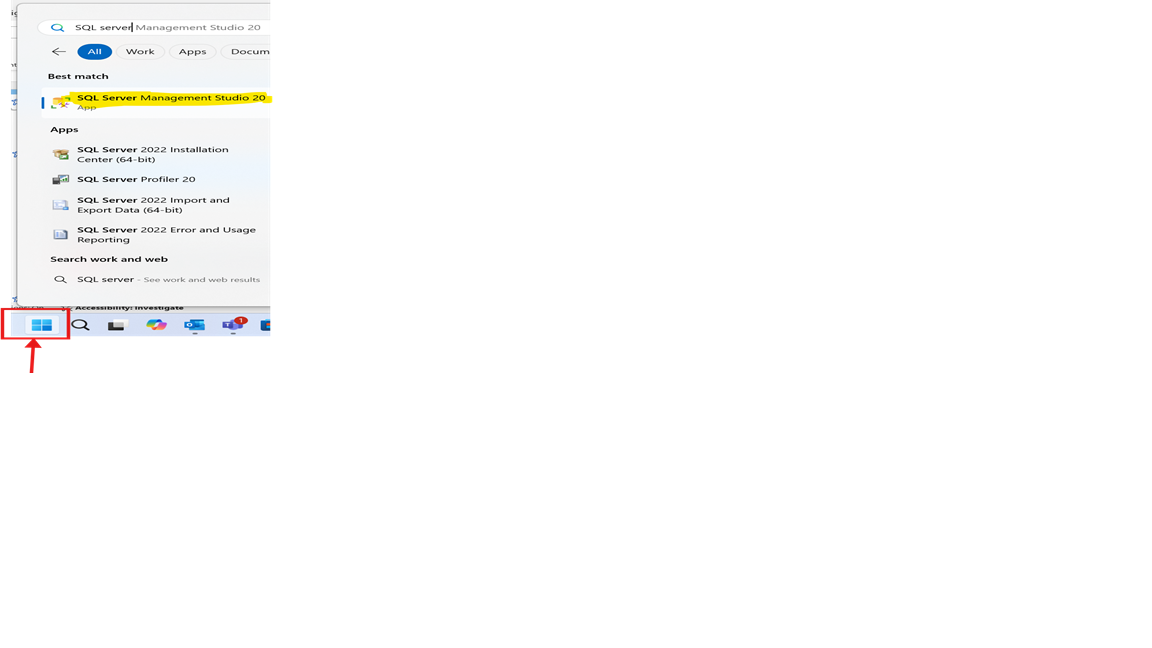 SQL server Management Studio 20
All Work Apps Docum
Best match
SQL Server Management Studio 20
App
Apps
SQL Server 2022 Installation
Center (64-bit)
SQL Server Profiler 20
SQL Server 2022 Import and
Export Data (64-bit)
SQL Server 2022 Error and Usage
Reporting
Search work and web
SQL server - See work and web results
Accessibility: Investigate
1